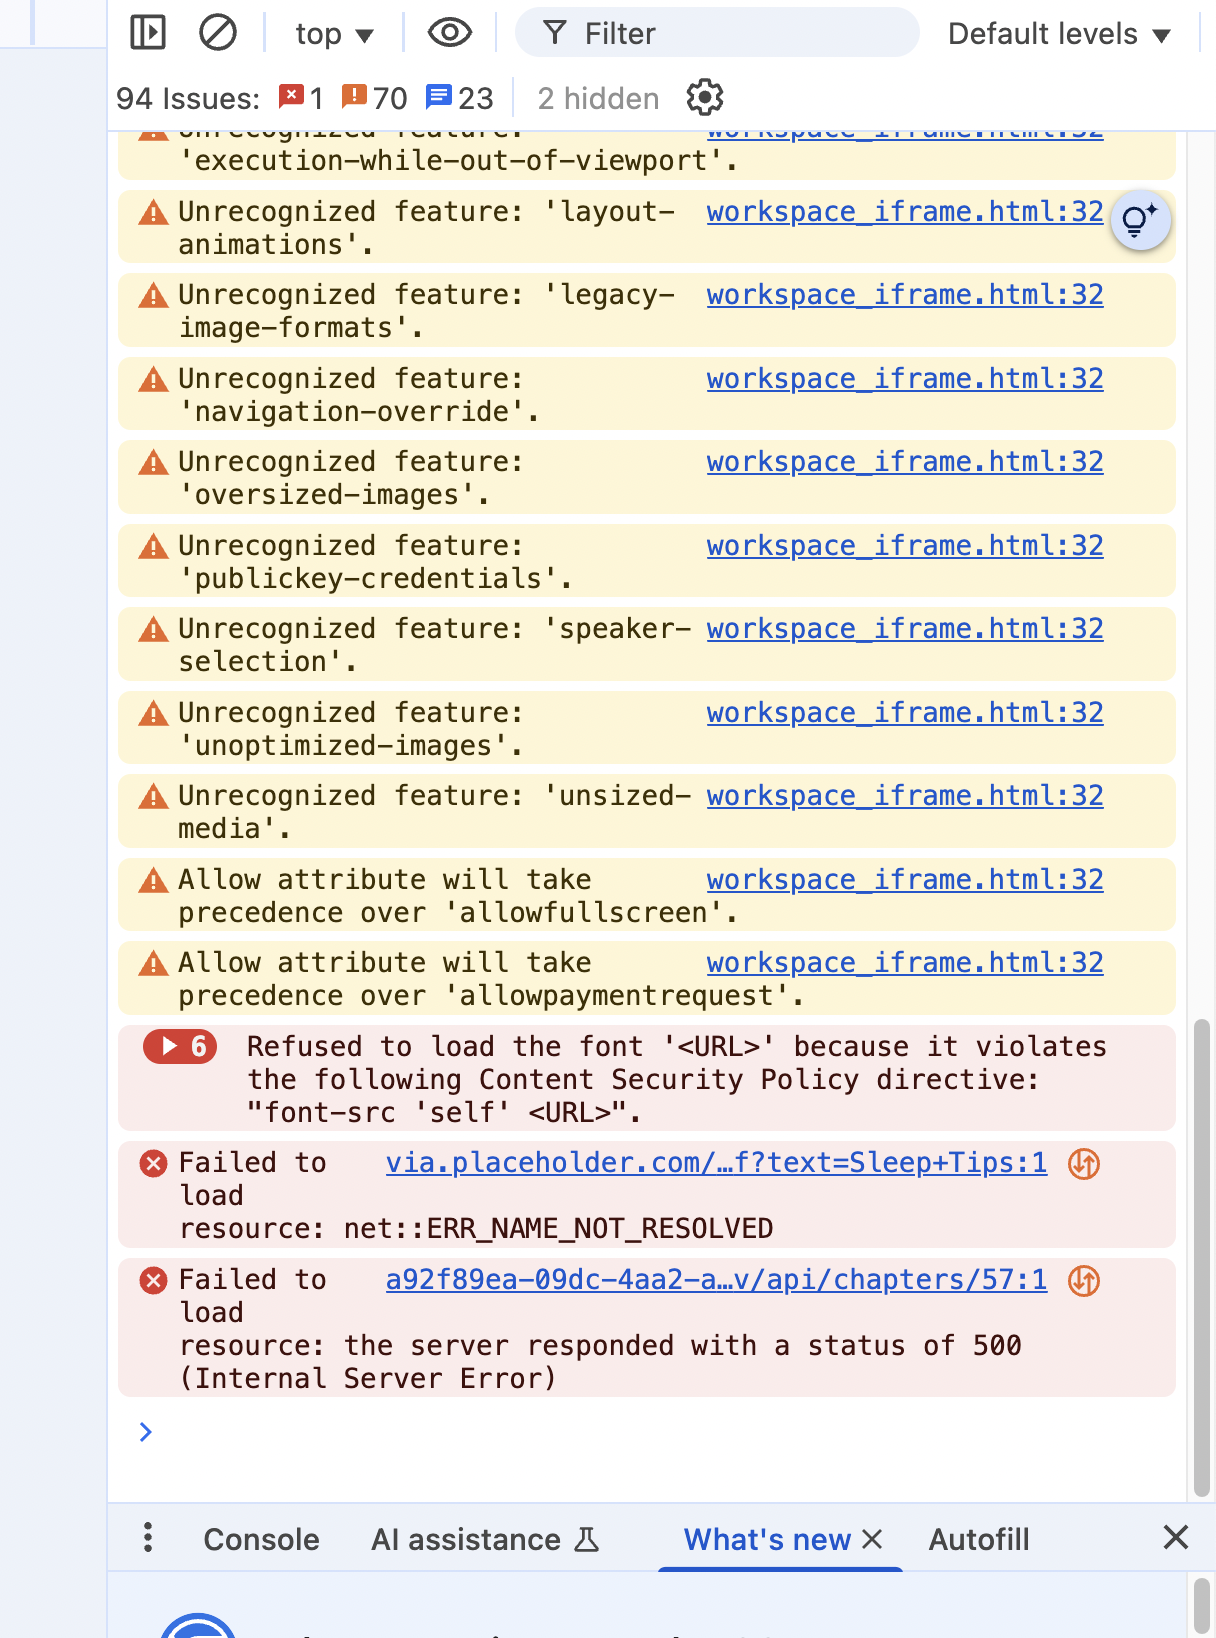 top
Filter
Default levels
94 Issues: 1 70 23 2 hidden
Unrecognized feature: workspace_iframe.html:32
'execution-while-out-of-viewport'.
Unrecognized feature: 'layout- workspace_iframe.html:32
animations'.
Unrecognized feature: 'legacy- workspace_iframe.html:32
image-formats'.
Unrecognized feature: workspace_iframe.html:32
'navigation-override'.
Unrecognized feature: workspace_iframe.html:32
'oversized-images'.
Unrecognized feature: workspace_iframe.html:32
'publickey-credentials'.
Unrecognized feature: 'speaker- workspace_iframe.html:32
selection'.
Unrecognized feature: workspace_iframe.html:32
'unoptimized-images'.
Unrecognized feature: 'unsized- workspace_iframe.html:32
media'.
Allow attribute will take workspace_iframe.html:32
precedence over 'allowfullscreen'.
Allow attribute will take workspace_iframe.html:32
precedence over 'allowpaymentrequest'.
6 Refused to load the font '<URL>' because it violates
the following Content Security Policy directive:
"font-src 'self' <URL>".
Failed to via.placeholder.com/…f?text=Sleep+Tips:1
load
resource: net::ERR_NAME_NOT_RESOLVED
Failed to a92f89ea-09dc-4aa2-a…v/api/chapters/57:1
load
resource: the server responded with a status of 500
(Internal Server Error)
Console AI assistance What's new Autofill